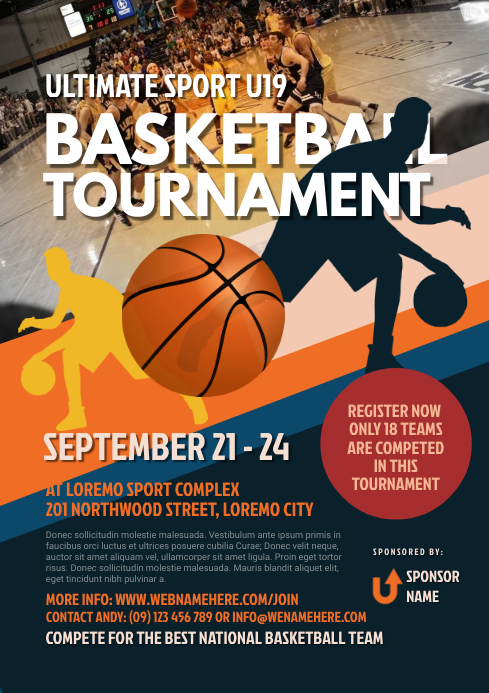 ULTIMATE SPORT U19
BASKETBALL
TOURNAMENT
SEPTEMBER 21 - 24
AT LOREMO SPORT COMPLEX
201 NORTHWOOD STREET, LOREMO CITY
REGISTER NOW
ONLY 18 TEAMS
ARE COMPETED
IN THIS
TOURNAMENT
Donec sollicitudin molestie malesuada. Vestibulum ante ipsum primis in
faucibus orci luctus et ultrices posuere cubilia Curae; Donec velit neque,
auctor sit amet aliquam vel, ullamcorper sit amet ligula. Proin eget tortor
risus. Donec sollicitudin molestie malesuada. Mauris blandit aliquet elit,
eget tincidunt nibh pulvinar a.
SPONSORED BY:
SPONSOR
NAME
MORE INFO: WWW.WEBNAMEHERE.COM/JOIN
CONTACT ANDY: (09) 123 456 789 OR INFO@WENAMEHERE.COM
COMPETE FOR THE BEST NATIONAL BASKETBALL TEAM